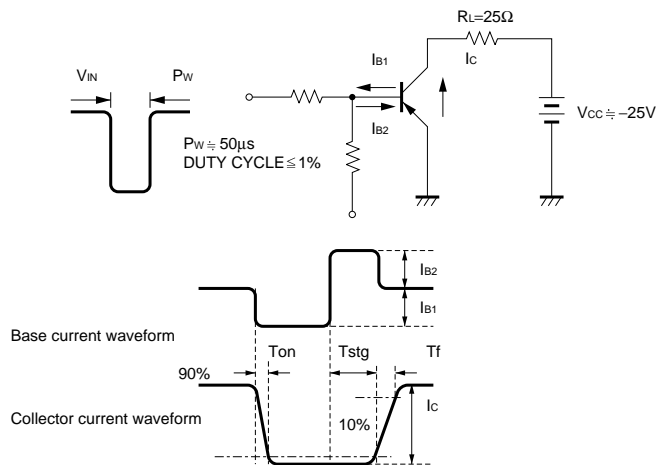 RL=25Ω
IB1
IC
VIN
PW
IB2
VCC≒−25V
PW≒50μs
DUTY CYCLE≦1%
IB2
IB1
Base current waveform
Ton
Tstg
Tf
90%
IC
Collector current waveform
10%